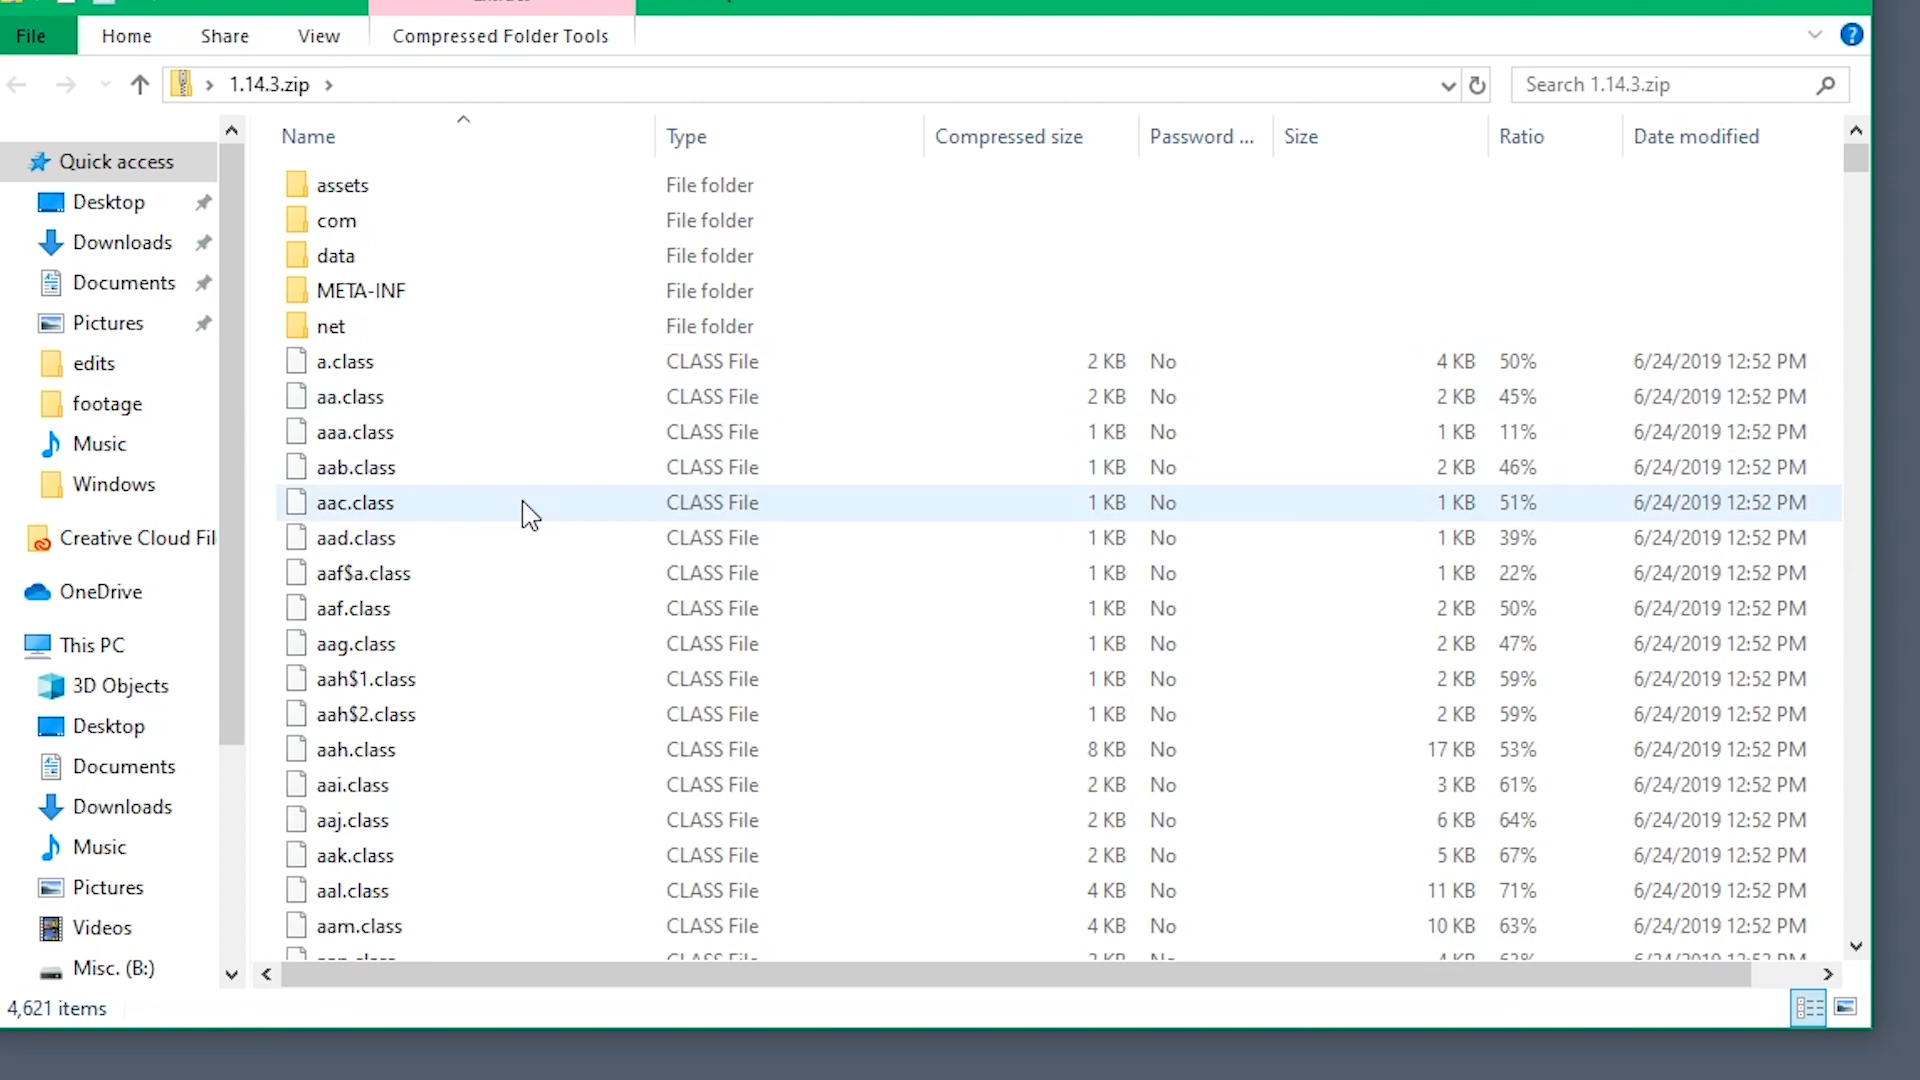 File Home Share View Compressed Folder Tools
1.14.3.zip Search 1.14.3.zip
Name Type Compressed size Password ... Size Ratio Date modified
Quick access
Desktop
Downloads
Documents
Pictures
edits
footage
Music
Windows
Creative Cloud Fil
OneDrive
This PC
3D Objects
Desktop
Documents
Downloads
Music
Pictures
Videos
Misc. (B:)
assets File folder
com File folder
data File folder
META-INF File folder
net File folder
a.class CLASS File 2 KB No 4 KB 50% 6/24/2019 12:52 PM
aa.class CLASS File 2 KB No 2 KB 45% 6/24/2019 12:52 PM
aaa.class CLASS File 1 KB No 1 KB 11% 6/24/2019 12:52 PM
aab.class CLASS File 1 KB No 2 KB 46% 6/24/2019 12:52 PM
aac.class CLASS File 1 KB No 1 KB 51% 6/24/2019 12:52 PM
aad.class CLASS File 1 KB No 1 KB 39% 6/24/2019 12:52 PM
aaf$a.class CLASS File 1 KB No 1 KB 22% 6/24/2019 12:52 PM
aaf.class CLASS File 1 KB No 2 KB 50% 6/24/2019 12:52 PM
aag.class CLASS File 1 KB No 2 KB 47% 6/24/2019 12:52 PM
aah$1.class CLASS File 1 KB No 2 KB 59% 6/24/2019 12:52 PM
aah$2.class CLASS File 1 KB No 2 KB 59% 6/24/2019 12:52 PM
aah.class CLASS File 8 KB No 17 KB 53% 6/24/2019 12:52 PM
aai.class CLASS File 2 KB No 3 KB 61% 6/24/2019 12:52 PM
aaj.class CLASS File 2 KB No 6 KB 64% 6/24/2019 12:52 PM
aak.class CLASS File 2 KB No 5 KB 67% 6/24/2019 12:52 PM
aal.class CLASS File 4 KB No 11 KB 71% 6/24/2019 12:52 PM
aam.class CLASS File 4 KB No 10 KB 63% 6/24/2019 12:52 PM
4,621 items